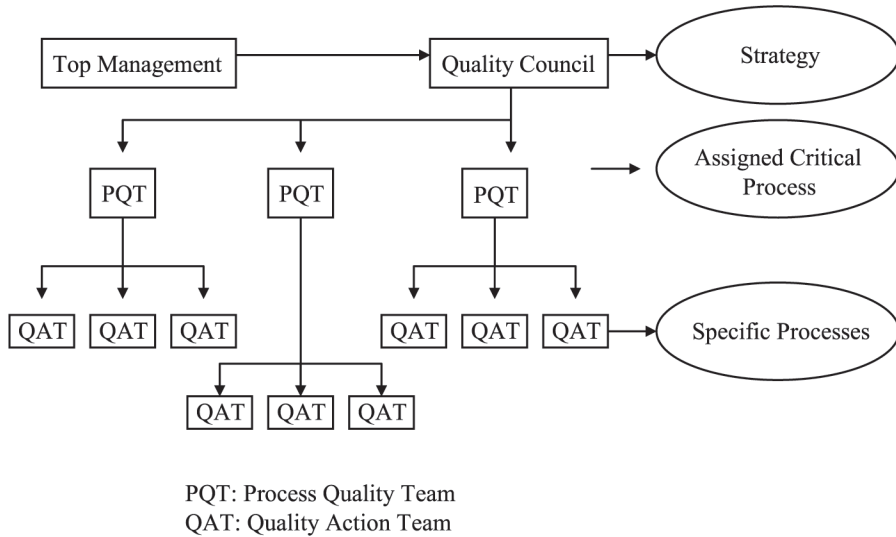 Top Management
Quality Council
Strategy
PQT
PQT
PQT
Assigned Critical
Process
QAT
QAT
QAT
QAT
QAT
QAT
Specific Processes
QAT
QAT
QAT
PQT: Process Quality Team
QAT: Quality Action Team